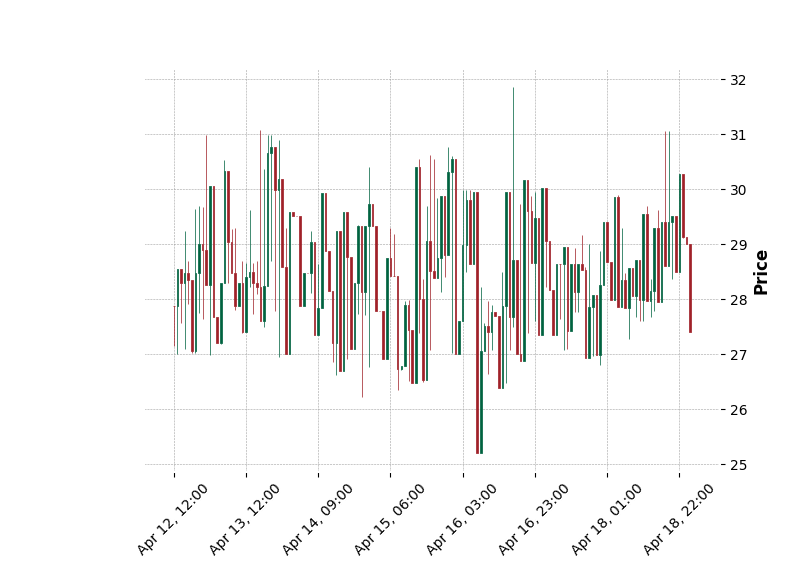 32
31
30
29
28
27
26
25
Price
Apr 12, 12:00
Apr 13, 12:00
Apr 14, 09:00
Apr 15, 06:00
Apr 16, 03:00
Apr 16, 23:00
Apr 18, 01:00
Apr 18, 22:00